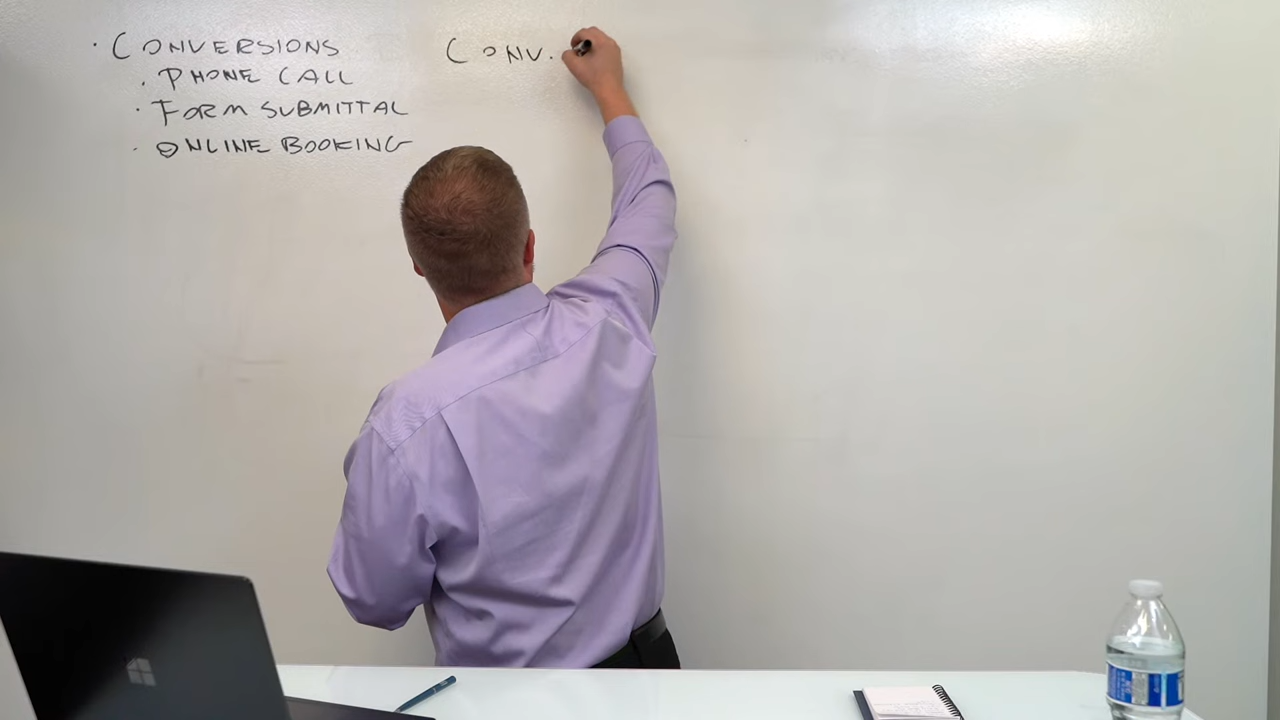 · CONVERSIONS
· PHONE CALL
· FORM SUBMITTAL
· ONLINE BOOKING
CONV.